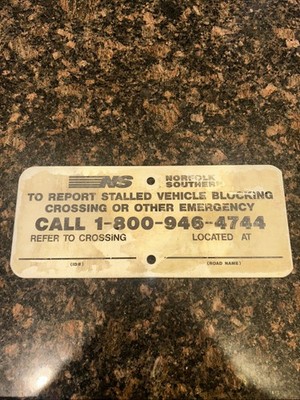 NS NORFOLK SOUTHERN
TO REPORT STALLED VEHICLE BLOCKING
CROSSING OR OTHER EMERGENCY
CALL 1-800-946-4744
REFER TO CROSSING LOCATED AT
(ID#) (ROAD NAME)